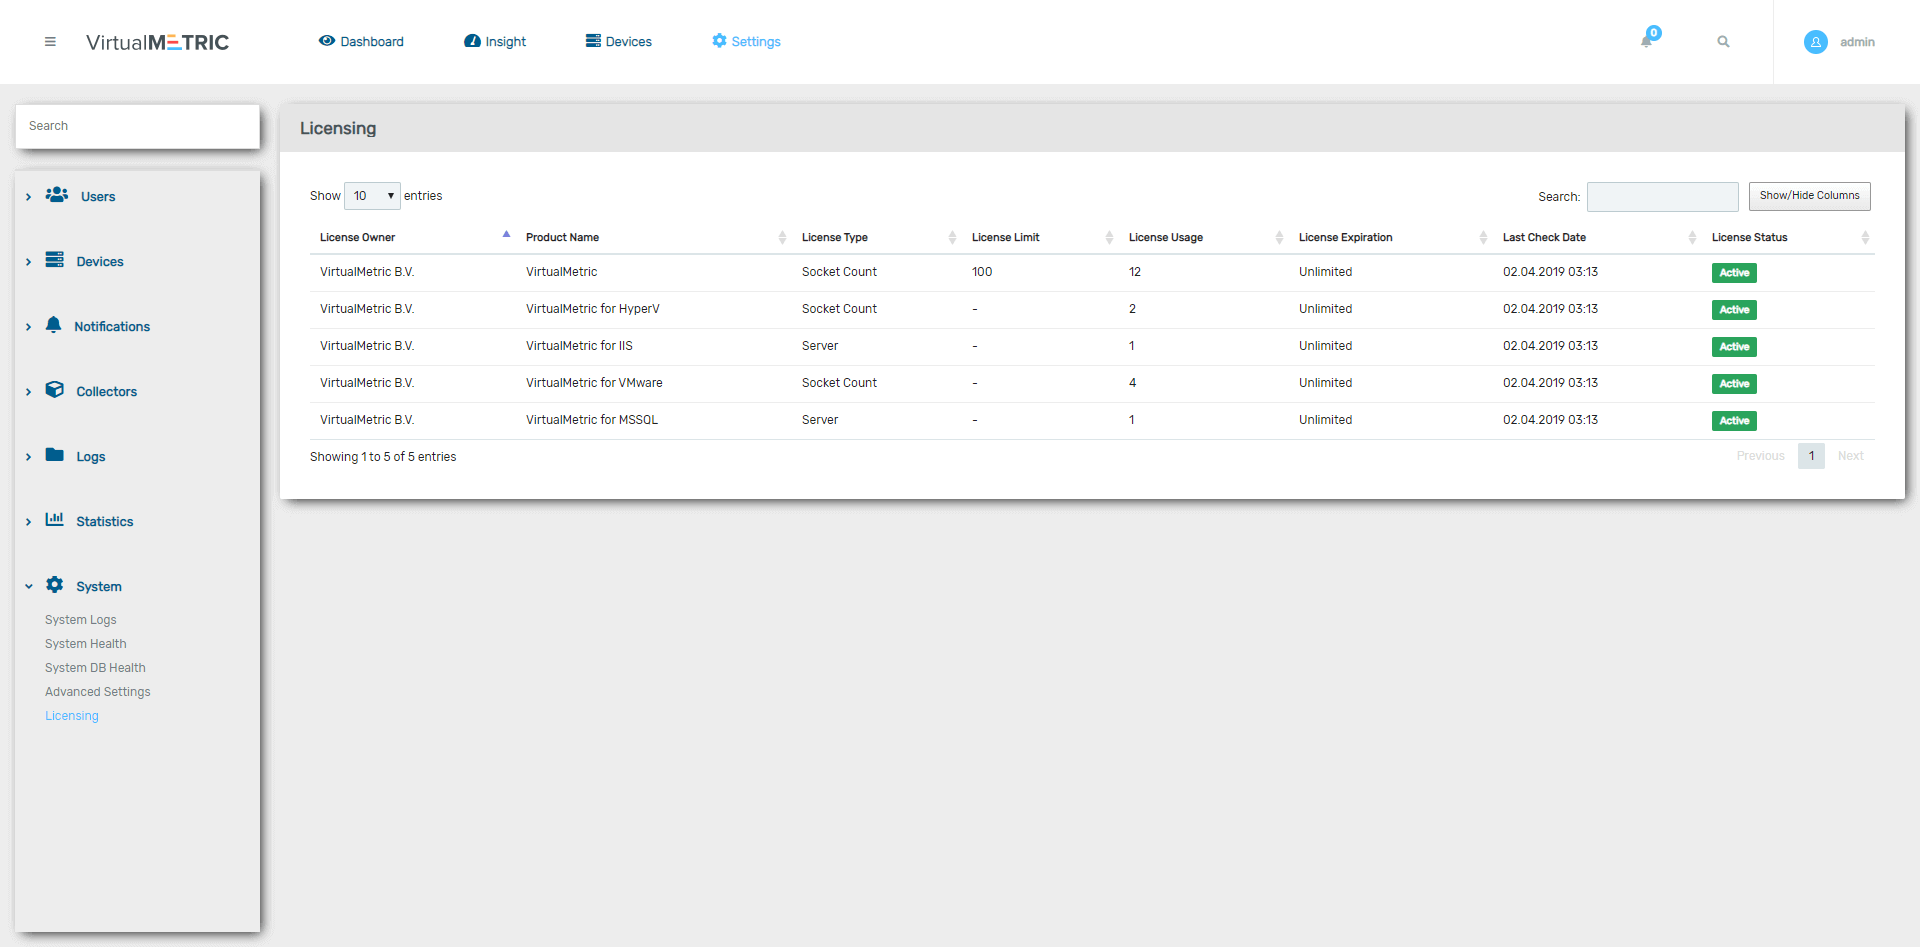 VirtualMETRIC
Dashboard Insight Devices Settings
0
admin
Search
Users
Devices
Notifications
Collectors
Logs
Statistics
System
System Logs
System Health
System DB Health
Advanced Settings
Licensing
Licensing
Show 10 entries
Search: Show/Hide Columns
License Owner Product Name License Type License Limit License Usage License Expiration Last Check Date License Status
VirtualMetric B.V. VirtualMetric Socket Count 100 12 Unlimited 02.04.2019 03:13 Active
VirtualMetric B.V. VirtualMetric for HyperV Socket Count - 2 Unlimited 02.04.2019 03:13 Active
VirtualMetric B.V. VirtualMetric for IIS Server - 1 Unlimited 02.04.2019 03:13 Active
VirtualMetric B.V. VirtualMetric for VMware Socket Count - 4 Unlimited 02.04.2019 03:13 Active
VirtualMetric B.V. VirtualMetric for MSSQL Server - 1 Unlimited 02.04.2019 03:13 Active
Showing 1 to 5 of 5 entries
Previous 1 Next